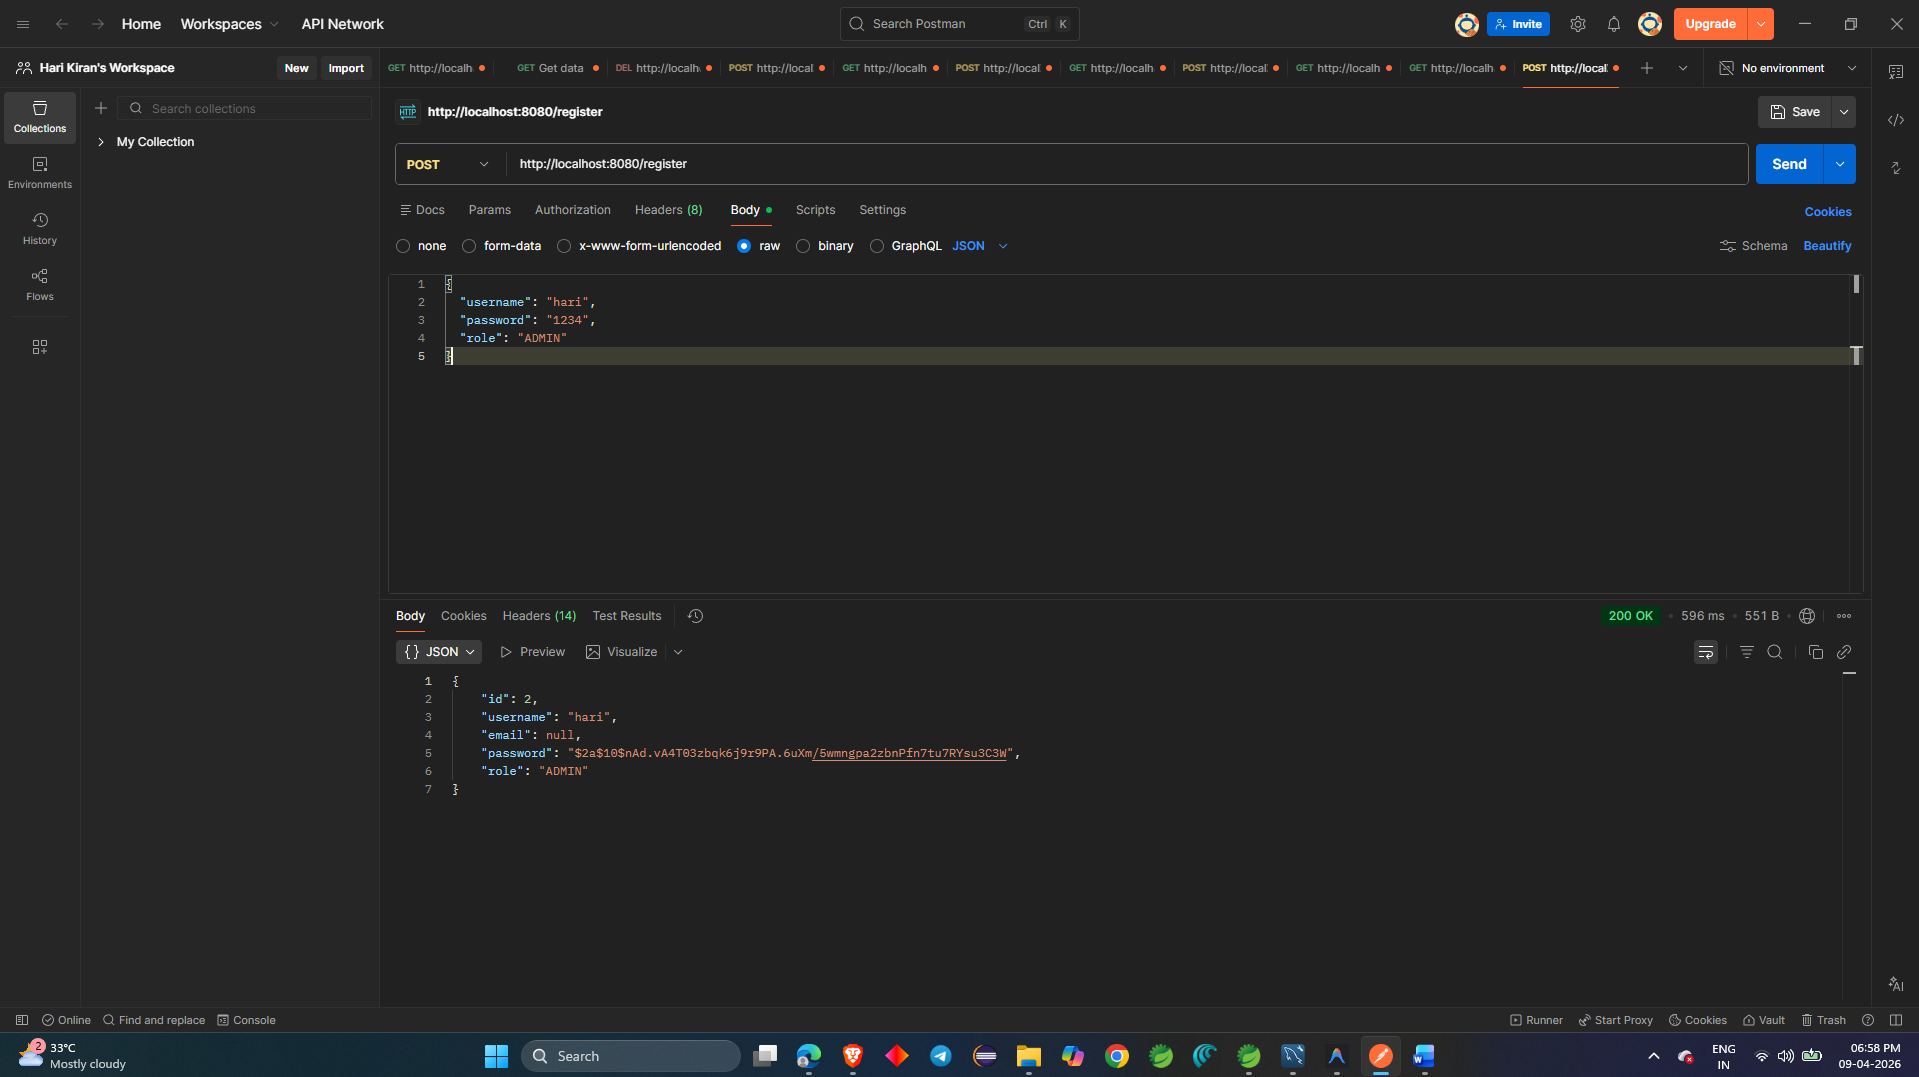 Home
Workspaces
API Network
Search Postman
Ctrl
K
Invite
Upgrade
Hari Kiran's Workspace
New
Import
GET http://localh
GET Get data
DEL http://localh
POST http://local
GET http://localh
POST http://local
GET http://localh
POST http://local
GET http://localh
GET http://localh
POST http://local
No environment
Collections
Environments
History
Flows
Search collections
My Collection
HTTP
http://localhost:8080/register
Save
POST
http://localhost:8080/register
Send
Docs
Params
Authorization
Headers (8)
Body
Scripts
Settings
Cookies
none
form-data
x-www-form-urlencoded
raw
binary
GraphQL
JSON
Schema
Beautify
1 {
2 "username": "hari",
3 "password": "1234",
4 "role": "ADMIN"
5 }
Body
Cookies
Headers (14)
Test Results
200 OK
596 ms
551 B
{} JSON
Preview
Visualize
1 {
2 "id": 2,
3 "username": "hari",
4 "email": null,
5 "password": "$2a$10$nAd.vA4T03zbqk6j9r9PA.6uXm/5wmngpa2zbnPfn7tu7RYsu3C3W",
6 "role": "ADMIN"
7 }
AI
Online
Find and replace
Console
Runner
Start Proxy
Cookies
Vault
Trash
2
33°C
Mostly cloudy
Search
W
ENG
IN
06:58 PM
09-04-2026